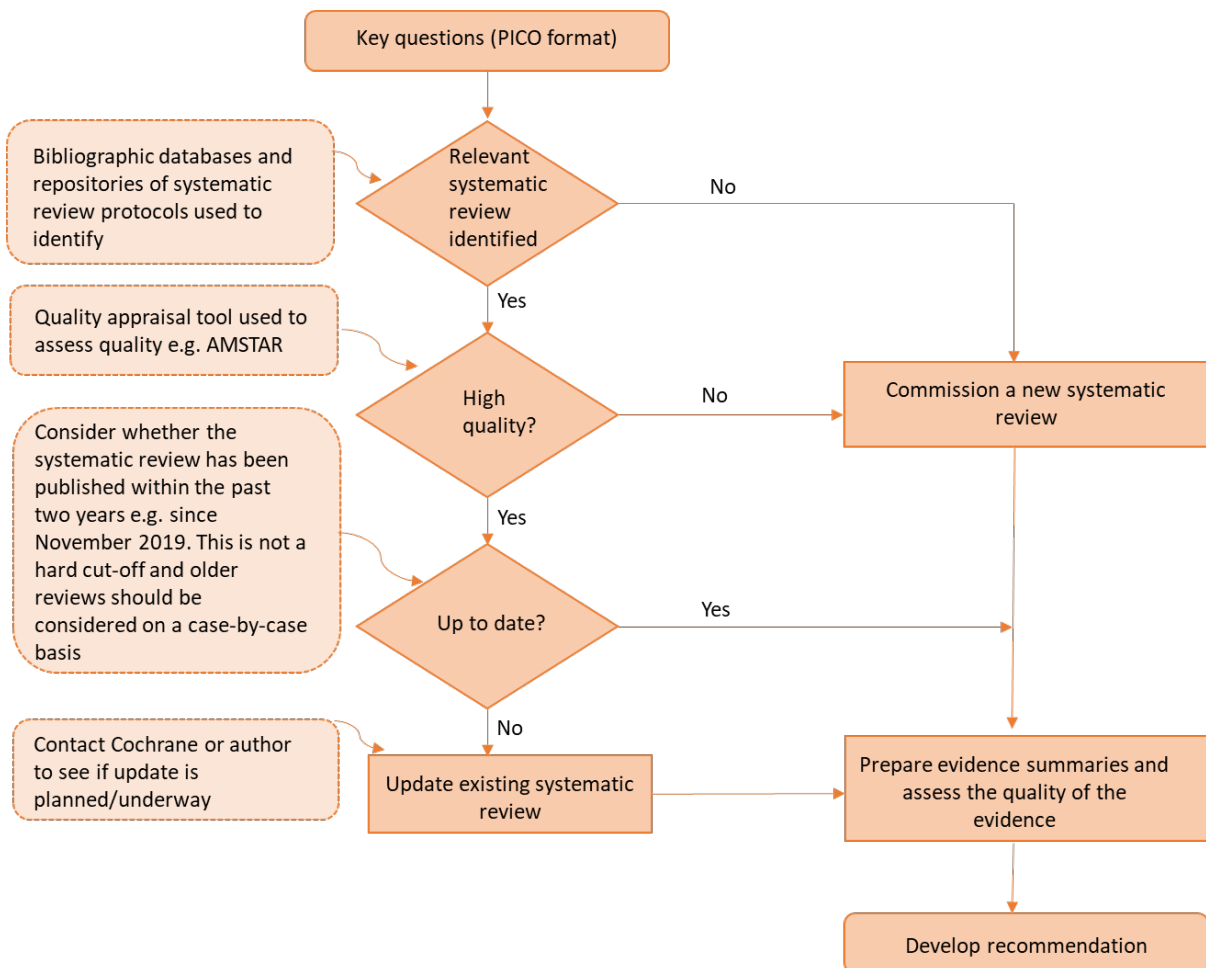 Key questions (PICO format)
Bibliographic databases and
repositories of systematic
review protocols used to
identify
Relevant
systematic
review
identified
No
Yes
Quality appraisal tool used to
assess quality e.g. AMSTAR
High
quality?
No
Commission a new systematic
review
Yes
Consider whether the
systematic review has been
published within the past
two years e.g. since
November 2019. This is not a
hard cut-off and older
reviews should be
considered on a case-by-case
basis
Up to date?
Yes
No
Contact Cochrane or author
to see if update is
planned/underway
Update existing systematic
review
Prepare evidence summaries and
assess the quality of the
evidence
Develop recommendation